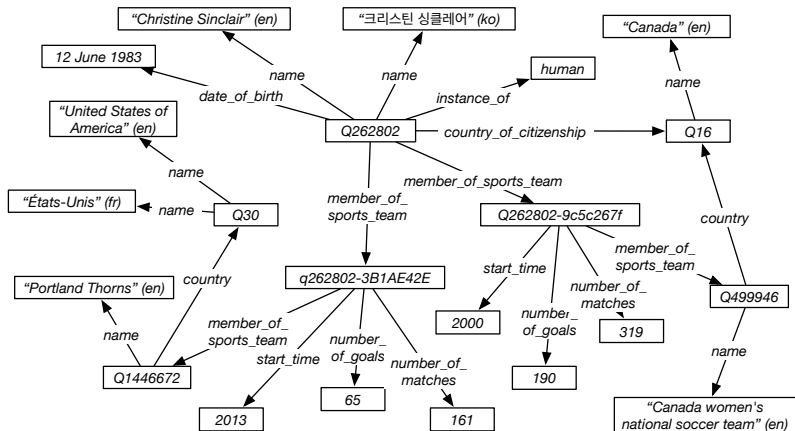 “Christine Sinclair” (en)
“크리스틴 싱클레어” (ko)
“Canada” (en)
12 June 1983
name
name
human
name
date_of_birth
instance_of
“United States of
America” (en)
Q262802
country_of_citizenship
Q16
name
member_of_
sports_team
member_of_sports_team
“États-Unis” (fr)
name
Q30
Q262802-9c5c267f
country
member_of_
sports_team
start_time
country
q262802-3B1AE42E
“Portland Thorns” (en)
number_of_
matches
Q499946
name
member_of_
sports_team
2000
number_
of_goals
319
start_time
number_
of_goals
number_of_
matches
name
Q1446672
190
65
2013
161
“Canada women's
national soccer team” (en)